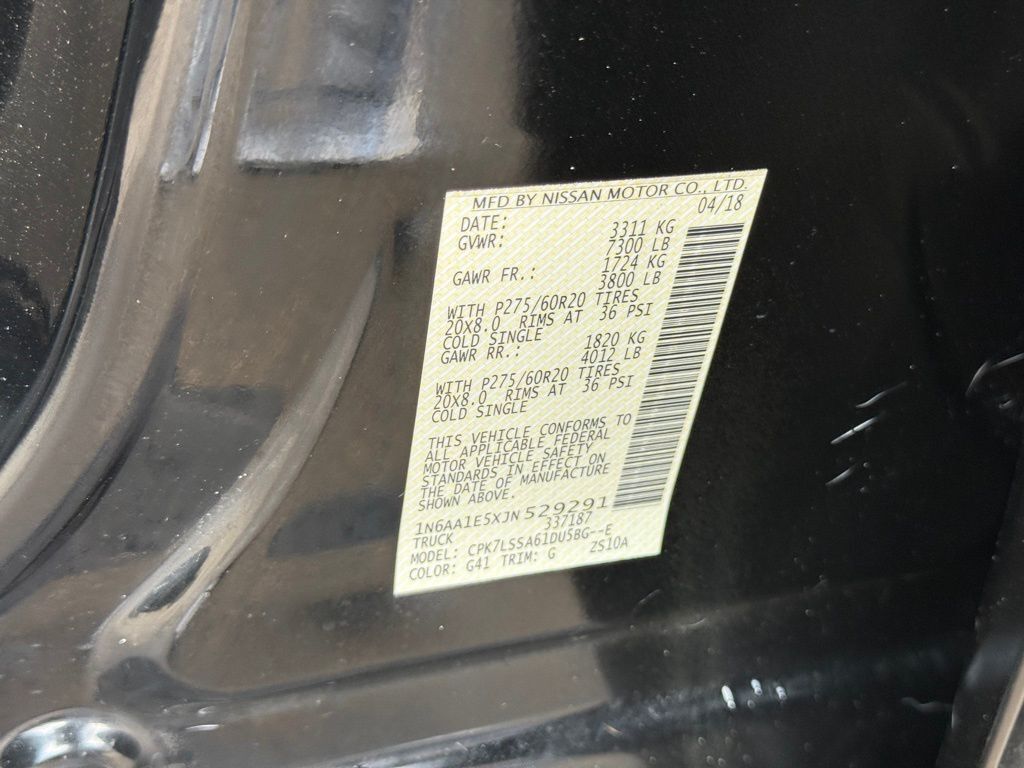 MFD BY NISSAN MOTOR CO., LTD.
DATE: 04/18
GVWR: 3311 KG
7300 LB
GAWR FR.: 1724 KG
3800 LB
WITH P275/60R20 TIRES
20X8.0 RIMS AT 36 PSI
COLD SINGLE
GAWR RR.: 1820 KG
4012 LB
WITH P275/60R20 TIRES
20X8.0 RIMS AT 36 PSI
COLD SINGLE
THIS VEHICLE CONFORMS TO
ALL APPLICABLE FEDERAL
MOTOR VEHICLE SAFETY
STANDARDS IN EFFECT ON
THE DATE OF MANUFACTURE
SHOWN ABOVE.
1N6AA1E5XJN529291
TRUCK 337187
MODEL: CPK7LSSA61DU5BG--E
COLOR: G41 TRIM: G ZS10A